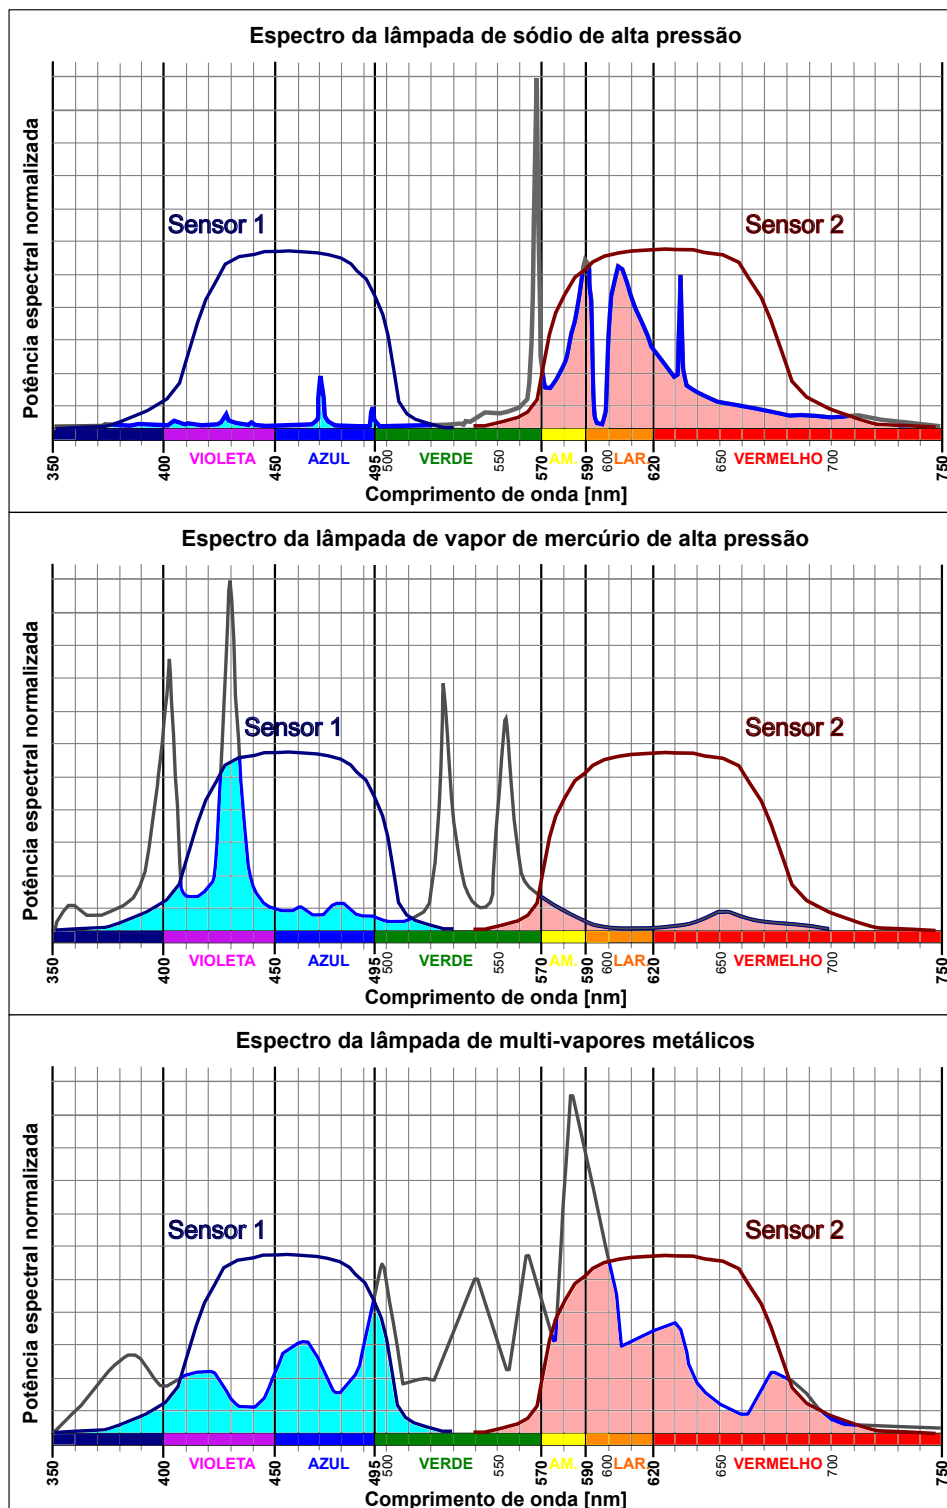 Espectro da lâmpada de sódio de alta pressão
Potência espectral normalizada
Sensor 1
Sensor 2
VIOLETA AZUL VERDE AM. LAR. VERMELHO
350 400 450 495 500 550 570 590 600 620 650 700 750
Comprimento de onda [nm]
Espectro da lâmpada de vapor de mercúrio de alta pressão
Potência espectral normalizada
Sensor 1
Sensor 2
VIOLETA AZUL VERDE AM. LAR. VERMELHO
350 400 450 495 500 550 570 590 600 620 650 700 750
Comprimento de onda [nm]
Espectro da lâmpada de multi-vapores metálicos
Potência espectral normalizada
Sensor 1
Sensor 2
VIOLETA AZUL VERDE AM. LAR. VERMELHO
350 400 450 495 500 550 570 590 600 620 650 700 750
Comprimento de onda [nm]